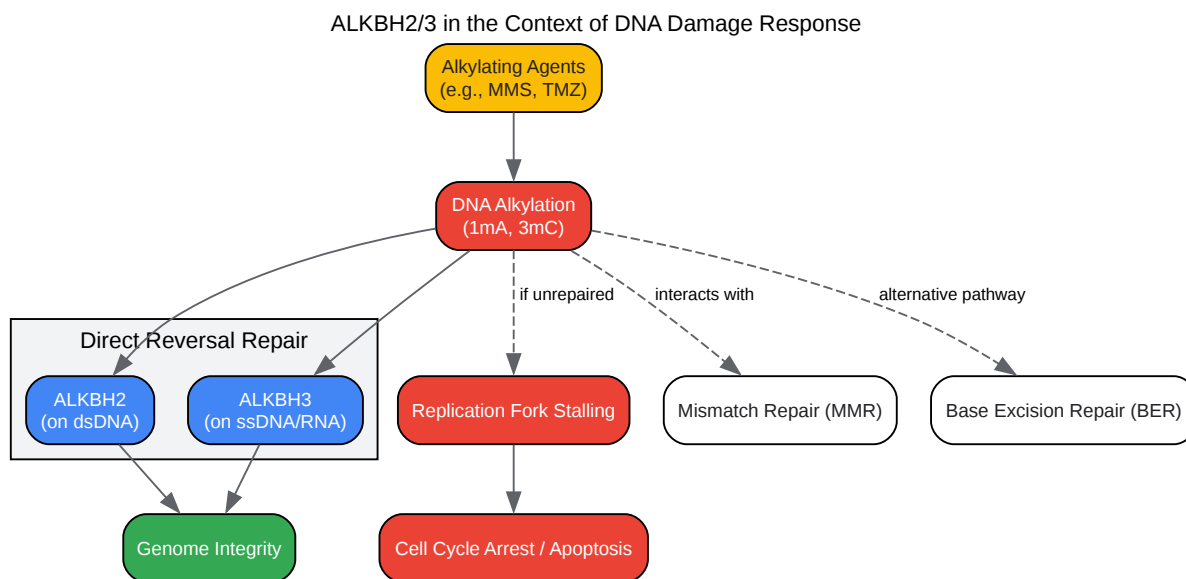 ALKBH2/3 in the Context of DNA Damage Response
Alkylating Agents
(e.g., MMS, TMZ)
DNA Alkylation
(1mA, 3mC)
if unrepaired
interacts with
alternative pathway
Direct Reversal Repair
ALKBH2
(on dsDNA)
ALKBH3
(on ssDNA/RNA)
Replication Fork Stalling
Mismatch Repair (MMR)
Base Excision Repair (BER)
Genome Integrity
Cell Cycle Arrest / Apoptosis